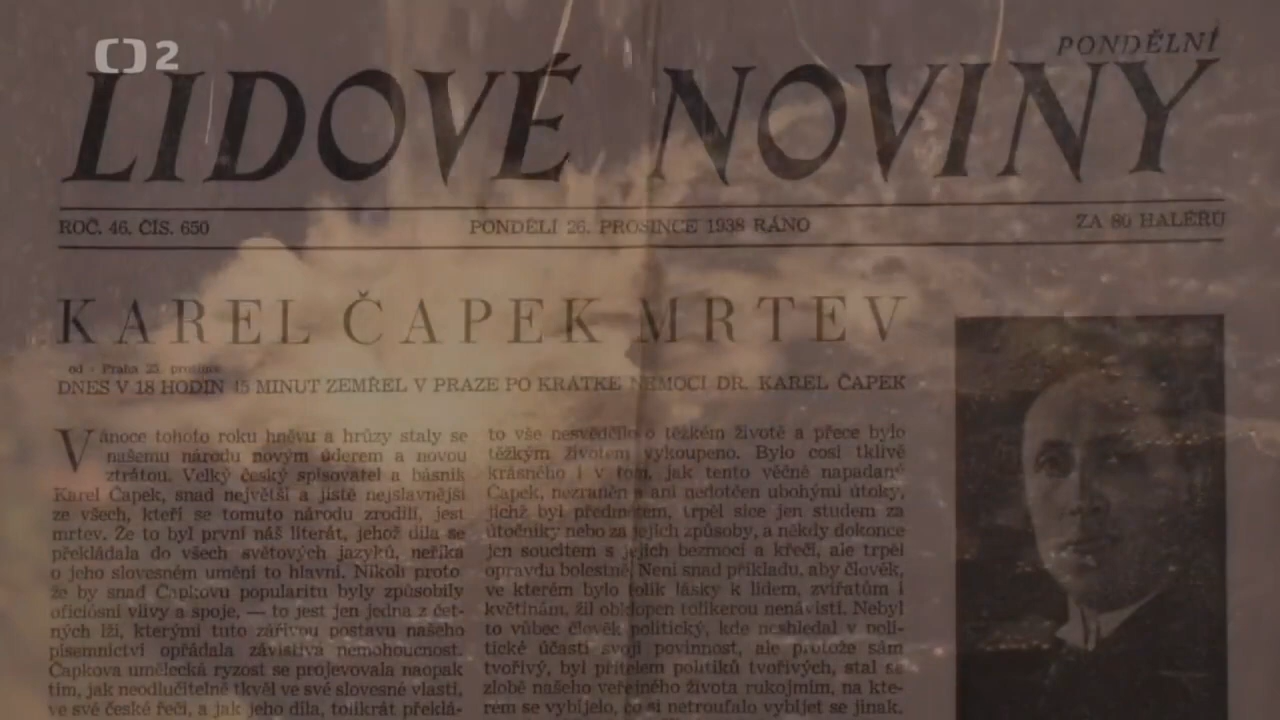 2
PONDĚLNÍ
LIDOVÉ NOVINY
ROČ. 46. ČÍS. 650
PONDĚLÍ 26. PROSINCE 1938 RÁNO
ZA 80 HALÉŘŮ
KAREL ČAPEK MRTEV
od - Praha 25. prosince
DNES V 18 HODIN 45 MINUT ZEMŘEL V PRAZE PO KRÁTKÉ NEMOCI DR. KAREL ČAPEK
Vánoce tohoto roku hněvu a hrůzy staly se
našemu národu novým úderem a novou
ztrátou. Velký český spisovatel a básník
Karel Čapek, snad největší a jistě nejslavnější
ze všech, kteří se tomuto národu zrodili, jest
mrtev. Že to byl první náš literát, jehož díla se
překládala do všech světových jazyků, neříká
o jeho slovesném umění to hlavní. Nikoli proto
že by snad Čapkovu popularitu byly způsobily
oficiósní vlivy a spoje, — to jest jen jedna z čet-
ných lží, kterými tuto zářivou postavu našeho
písemnictví opřádala závistivá nemohoucnost.
Čapkova umělecká ryzost se projevovala naopak
tím, jak neodlučitelně tkvěl ve své slovesné vlasti,
ve své české řeči, a jak jeho díla, tolikrát překlá-
to vše nesvědčilo o těžkém životě a přece bylo
těžkým životem vykoupeno. Bylo cosi tklivě
krásného i v tom, jak tento věčně napadaný
Čapek, nezraněn a ani nedotčen ubohými útoky,
jichž byl předmětem, trpěl sice jen studem za
útočníky nebo za jejich způsoby, a někdy dokonce
jen soucitem s jejich bezmocí a křečí, ale trpěl
opravdu bolestně. Není snad příkladu, aby člověk,
ve kterém bylo tolik lásky k lidem, zvířatům i
květinám, žil obklopen tolikerou nenávistí. Nebyl
to vůbec člověk politický, kde neshledal v poli-
tické účasti svoji povinnost, ale protože sám
tvořivý, byl přítelem politiků tvořivých, stal se
zlobě našeho veřejného života rukojmím, na kte-
rém se vybíjelo, co si netroufalo vybíjet se jinak.